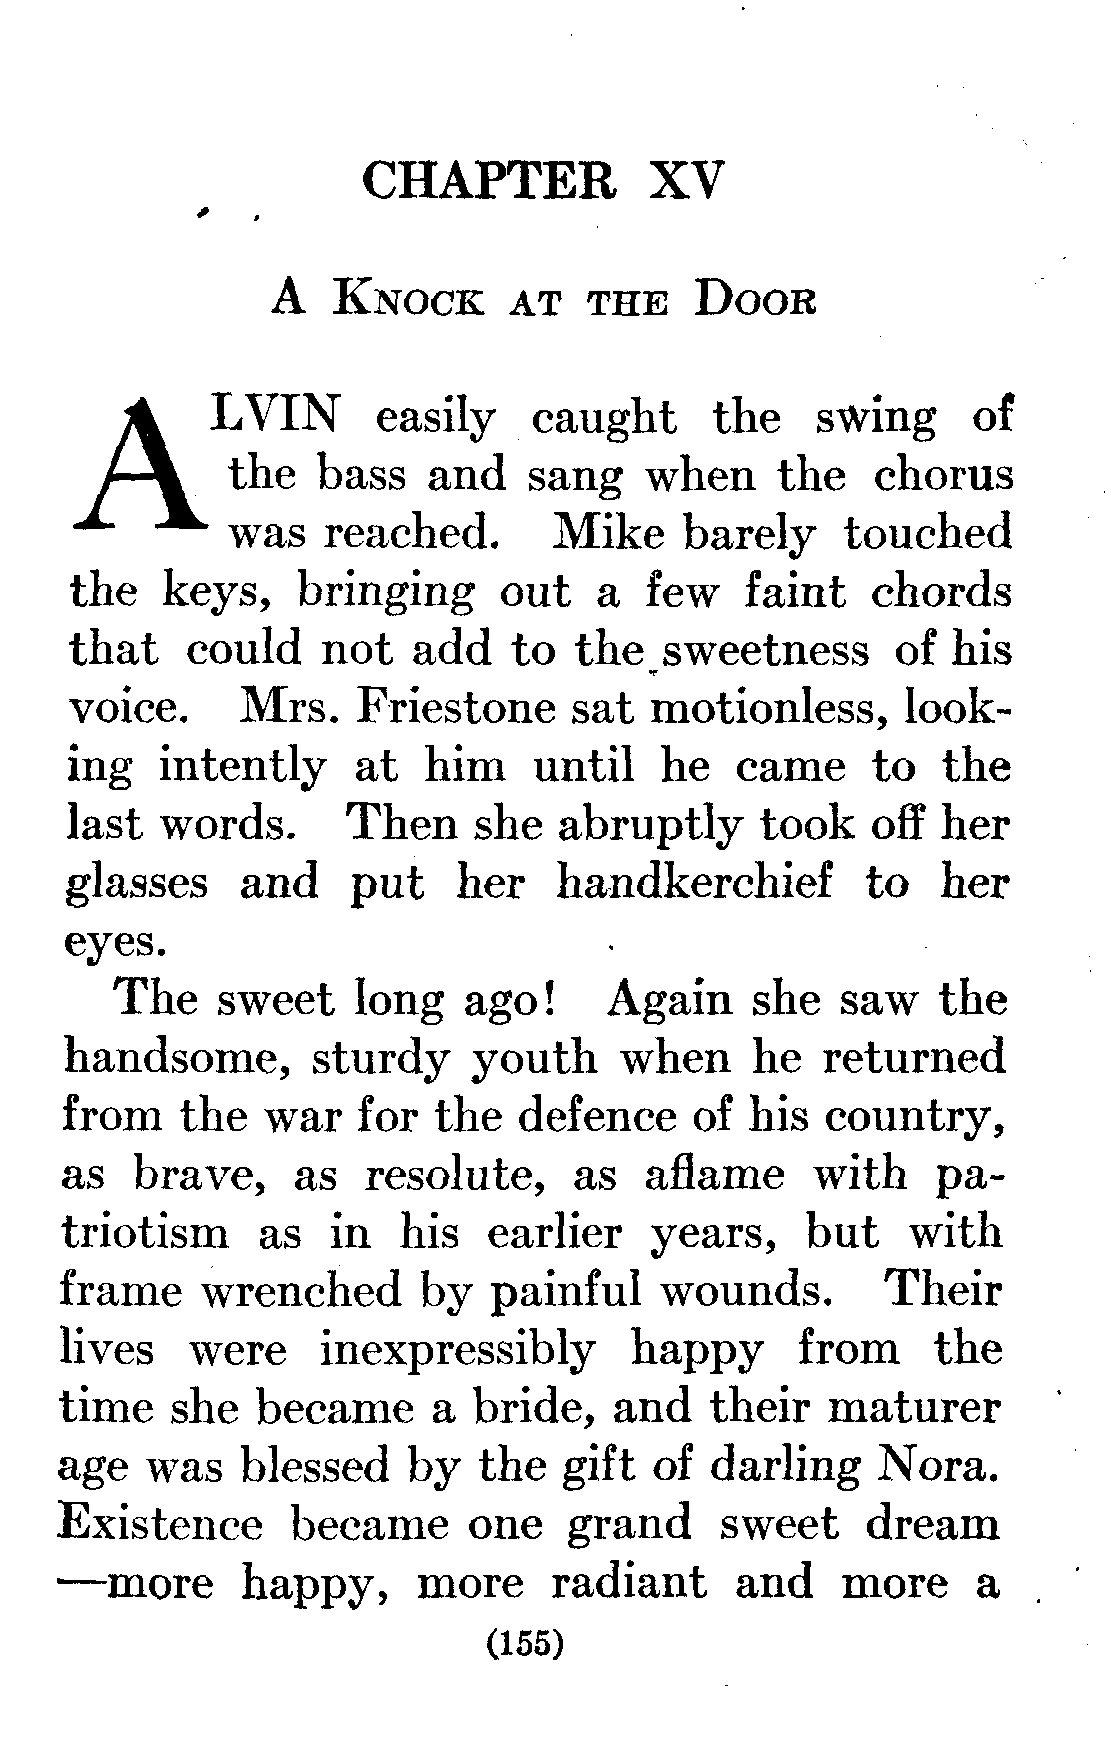 CHAPTER XV
A Knock at the Door
ALVIN easily caught the swing of
the bass and sang when the chorus
was reached. Mike barely touched
the keys, bringing out a few faint chords
that could not add to the sweetness of his
voice. Mrs. Friestone sat motionless, look-
ing intently at him until he came to the
last words. Then she abruptly took off her
glasses and put her handkerchief to her
eyes.
The sweet long ago! Again she saw the
handsome, sturdy youth when he returned
from the war for the defence of his country,
as brave, as resolute, as aflame with pa-
triotism as in his earlier years, but with
frame wrenched by painful wounds. Their
lives were inexpressibly happy from the
time she became a bride, and their maturer
age was blessed by the gift of darling Nora.
Existence became one grand sweet dream
—more happy, more radiant and more a
(155)